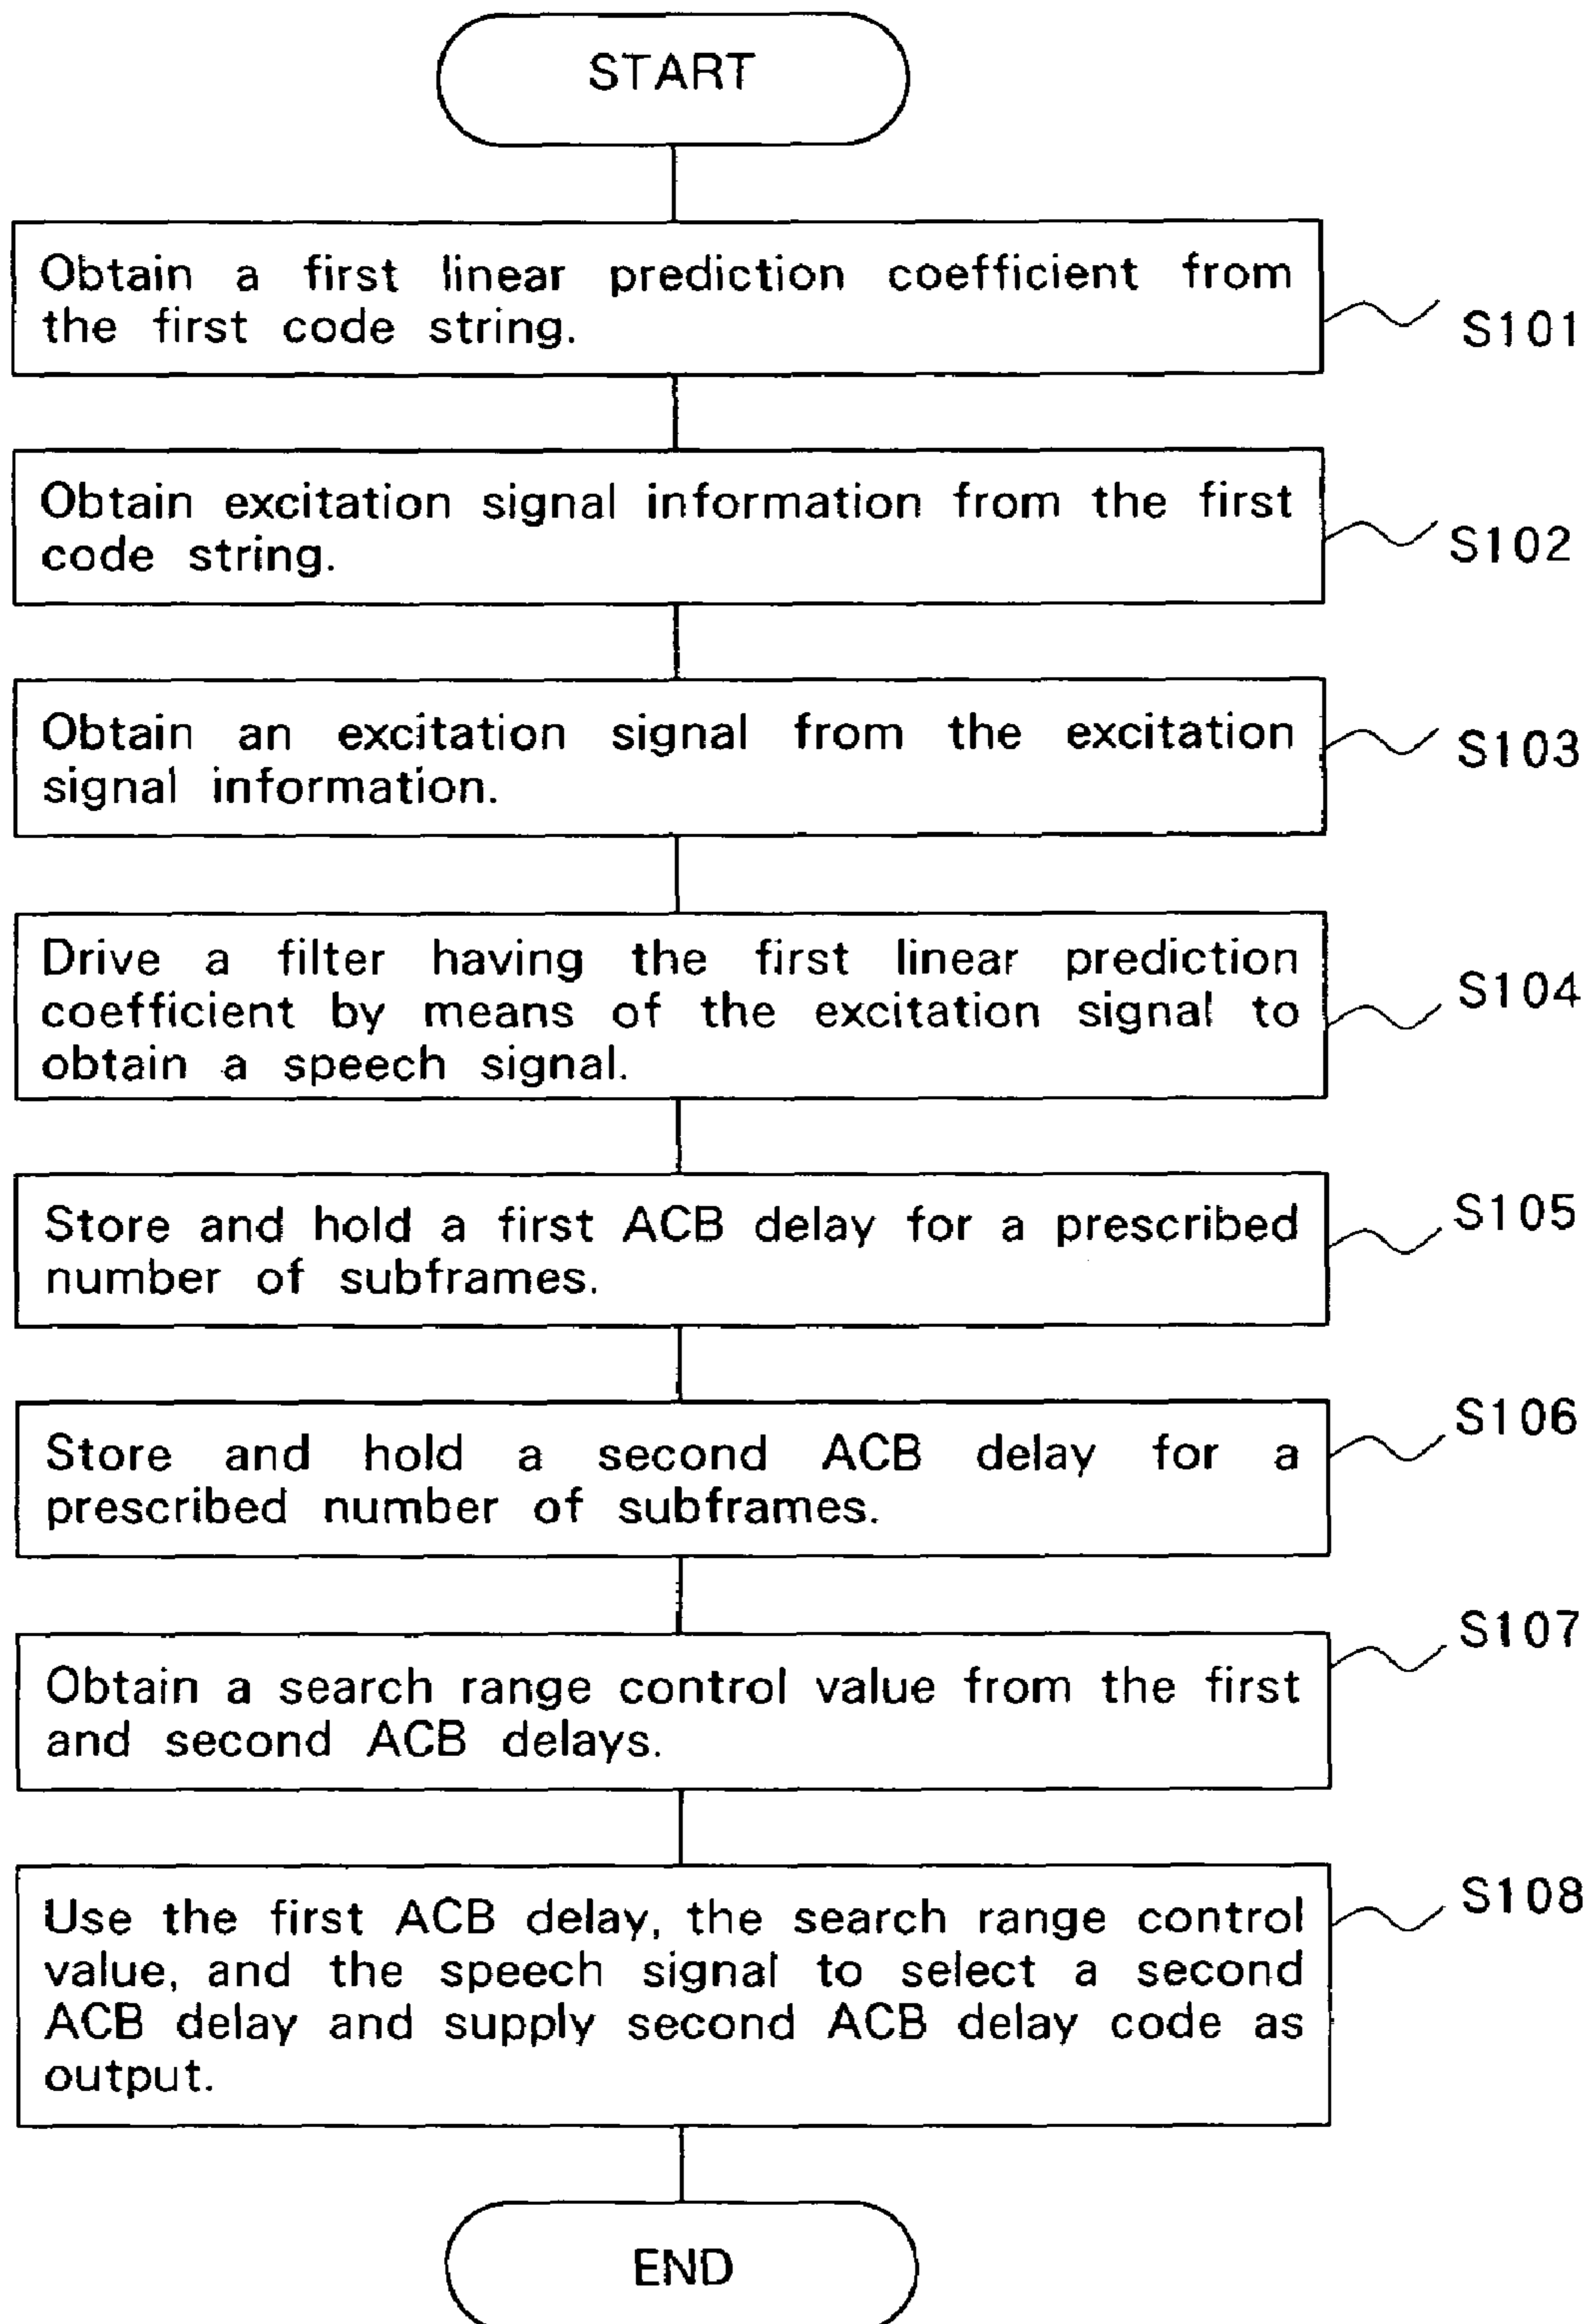 START
Obtain a first linear prediction coefficient from
the first code string.
S101
Obtain excitation signal information from the first
code string.
S102
Obtain an excitation signal from the excitation
signal information.
S103
Drive a filter having the first linear prediction
coefficient by means of the excitation signal to
obtain a speech signal.
S104
Store and hold a first ACB delay for a prescribed
number of subframes.
S105
Store and hold a second ACB delay for a
prescribed number of subframes.
S106
Obtain a search range control value from the first
and second ACB delays.
S107
Use the first ACB delay, the search range control
value, and the speech signal to select a second
ACB delay and supply second ACB delay code as
output.
S108
END